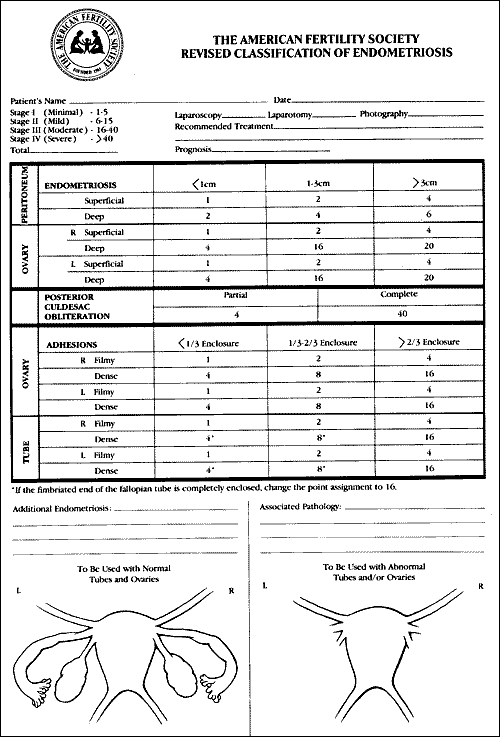 THE AMERICAN FERTILITY SOCIETY
FOUNDED 1944
THE AMERICAN FERTILITY SOCIETY
REVISED CLASSIFICATION OF ENDOMETRIOSIS
Patient's Name Date
Stage I (Minimal) - 1-5
Stage II (Mild) - 6-15
Stage III (Moderate) - 16-40
Stage IV (Severe) - >40
Total
Laparoscopy Laparotomy Photography
Recommended Treatment
Prognosis
PERITONEUM
ENDOMETRIOSIS <1cm 1-3cm >3cm
Superficial 1 2 4
Deep 2 4 6
OVARY
R Superficial 1 2 4
Deep 4 16 20
L Superficial 1 2 4
Deep 4 16 20
POSTERIOR CULDESAC OBLITERATION
Partial Complete
4 40
ADHESIONS <1/3 Enclosure 1/3-2/3 Enclosure >2/3 Enclosure
OVARY
R Filmy 1 2 4
Dense 4 8 16
L Filmy 1 2 4
Dense 4 8 16
TUBE
R Filmy 1 2 4
Dense 4* 8* 16
L Filmy 1 2 4
Dense 4* 8* 16
*If the fimbriated end of the fallopian tube is completely enclosed, change the point assignment to 16.
Additional Endometriosis:
Associated Pathology:
To Be Used with Normal
Tubes and Ovaries
L R
To Be Used with Abnormal
Tubes and/or Ovaries
L R